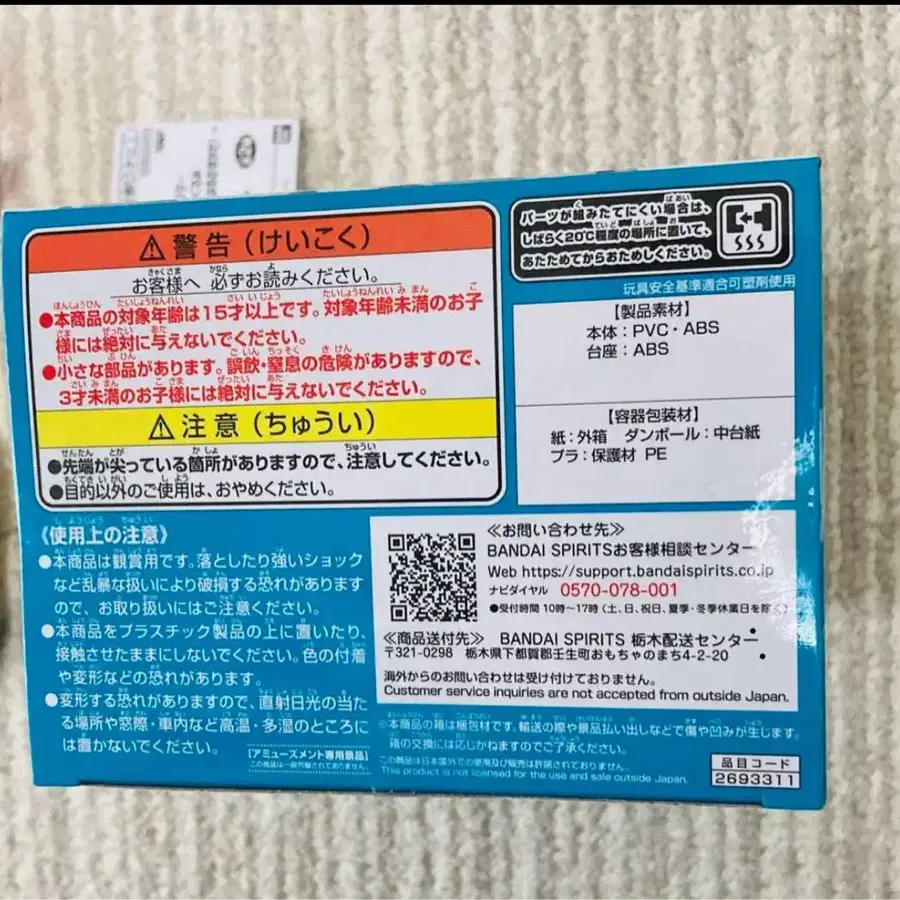 ⚠警告(けいこく)
お客様へ 必ずお読みください。
●本商品の対象年齢は15才以上です。対象年齢未満のお子
様には絶対に与えないでください。
●小さな部品があります。誤飲・窒息の危険がありますので、
3才未満のお子様には絶対に与えないでください。
⚠注意(ちゅうい)
●先端が尖っている箇所がありますので、注意してください。
●目的以外のご使用は、おやめください。
パーツが組みたてにくい場合は、
しばらく20℃程度の場所に置いて、
あたためてからおためしください。
玩具安全基準適合可塑剤使用
【製品素材】
本体:PVC・ABS
台座:ABS
【容器包装材】
紙:外箱 ダンボール:中台紙
プラ:保護材 PE
《使用上の注意》
●本商品は観賞用です。落としたり強いショック
など乱暴な扱いにより破損する恐れがあります
ので、お取り扱いにはご注意ください。
●本商品をプラスチック製品の上に置いたり、
接触させたままにしないでください。色の付着
や変形などの恐れがあります。
●変形する恐れがありますので、直射日光の当た
る場所や窓際・車内など高温・多湿のところに
は置かないでください。
[アミューズメント専用景品]
この商品は一般市販されておりません。
≪お問い合わせ先≫
BANDAI SPIRITSお客様相談センター
Web https://support.bandaispirits.co.jp
ナビダイヤル 0570-078-001
●受付時間 10時~17時(土、日、祝日、夏季・冬季休業日を除く)
≪商品送付先≫ BANDAI SPIRITS 栃木配送センター
〒321-0298 栃木県下都賀郡壬生町おもちゃのまち4-2-20
海外からのお問い合わせは受け付けておりません。
Customer service inquiries are not accepted from outside Japan.
※本商品の箱は梱包材です。輸送の際や景品払い出しなどで傷や凹みが生じます。
箱の交換には応じかねますのでご了承ください。
この商品は日本国外での使用及び販売は許諾されておりません。
This product is not licensed for the use and sale outside Japan.
品目コード
2693311